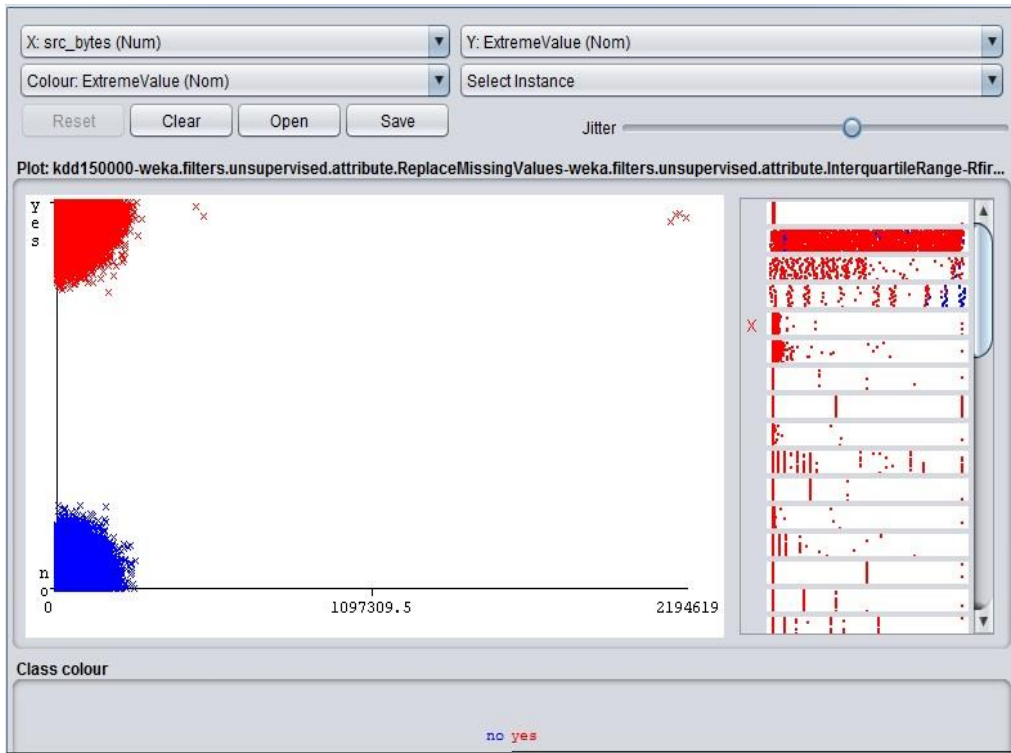 X: src_bytes (Num)
Y: ExtremeValue (Nom)
Colour: ExtremeValue (Nom)
Select Instance
Reset
Clear
Open
Save
Jitter
Plot: kdd150000-weka.filters.unsupervised.attribute.ReplaceMissingValues-weka.filters.unsupervised.attribute.InterquartileRange-Rfir...
yes
no
0
1097309.5
2194619
X
Class colour
no yes